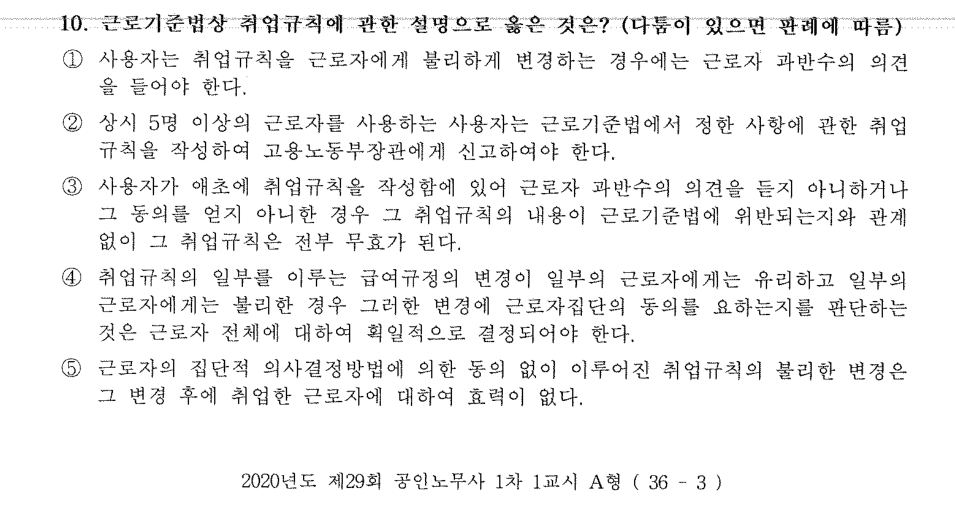 10. 근로기준법상 취업규칙에 관한 설명으로 옳은 것은? (다툼이 있으면 판례에 따름)
① 사용자는 취업규칙을 근로자에게 불리하게 변경하는 경우에는 근로자 과반수의 의견
을 들어야 한다.
② 상시 5명 이상의 근로자를 사용하는 사용자는 근로기준법에서 정한 사항에 관한 취업
규칙을 작성하여 고용노동부장관에게 신고하여야 한다.
③ 사용자가 애초에 취업규칙을 작성함에 있어 근로자 과반수의 의견을 듣지 아니하거나
그 동의를 얻지 아니한 경우 그 취업규칙의 내용이 근로기준법에 위반되는지와 관계
없이 그 취업규칙은 전부 무효가 된다.
④ 취업규칙의 일부를 이루는 급여규정의 변경이 일부의 근로자에게는 유리하고 일부의
근로자에게는 불리한 경우 그러한 변경에 근로자집단의 동의를 요하는지를 판단하는
것은 근로자 전체에 대하여 획일적으로 결정되어야 한다.
⑤ 근로자의 집단적 의사결정방법에 의한 동의 없이 이루어진 취업규칙의 불리한 변경은
그 변경 후에 취업한 근로자에 대하여 효력이 없다.
2020년도 제29회 공인노무사 1차 1교시 A형 ( 36 - 3 )